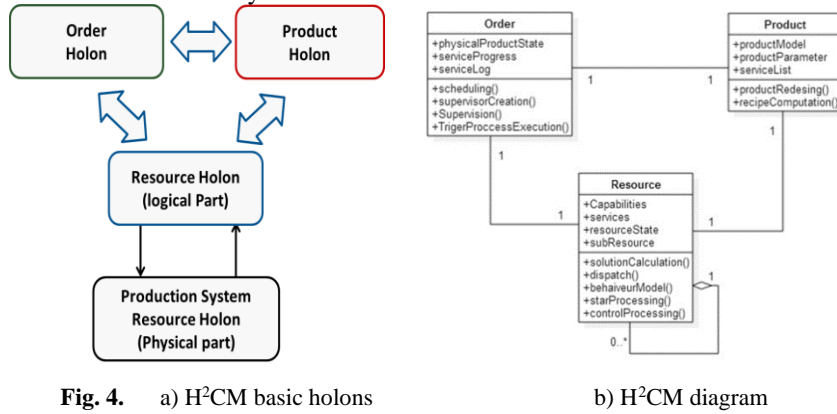 y
Order
Holon
Product
Holon
Resource Holon
(logical Part)
Production System
Resource Holon
(Physical part)
Order
+physicalProductState
+serviceProgress
+serviceLog
+scheduling()
+supervisorCreation()
+Supervision()
+TrigerProccessExecution()
Product
+productModel
+productParameter
+serviceList
+productRedesing()
+recipeComputation()
1
1
1
1
Resource
+Capabilities
+services
+resourceState
+subResource
+solutionCalculation()
+dispatch()
+behaiveurModel()
+starProcessing()
+controlProcessing()
1
1
1
0..*
Fig. 4. a) H²CM basic holons b) H²CM diagram